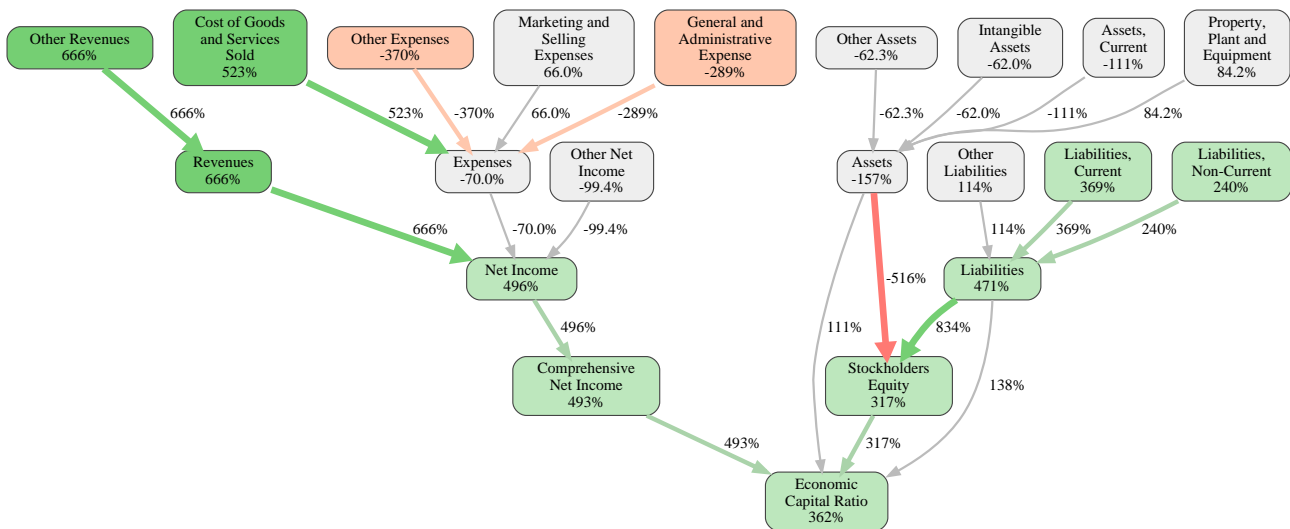 Other Revenues
666%
Cost of Goods
and Services
Sold
523%
Other Expenses
-370%
Marketing and
Selling
Expenses
66.0%
General and
Administrative
Expense
-289%
Other Assets
-62.3%
Intangible
Assets
-62.0%
Assets,
Current
-111%
Property,
Plant and
Equipment
84.2%
666%
523%
-370%
66.0%
-289%
-62.3%
-62.0%
-111%
84.2%
Revenues
666%
Expenses
-70.0%
Other Net
Income
-99.4%
Assets
-157%
Other
Liabilities
114%
Liabilities,
Current
369%
Liabilities,
Non-Current
240%
666%
-70.0%
-99.4%
114%
369%
240%
Net Income
496%
-516%
Liabilities
471%
496%
111%
834%
Comprehensive
Net Income
493%
Stockholders
Equity
317%
138%
493%
317%
Economic
Capital Ratio
362%